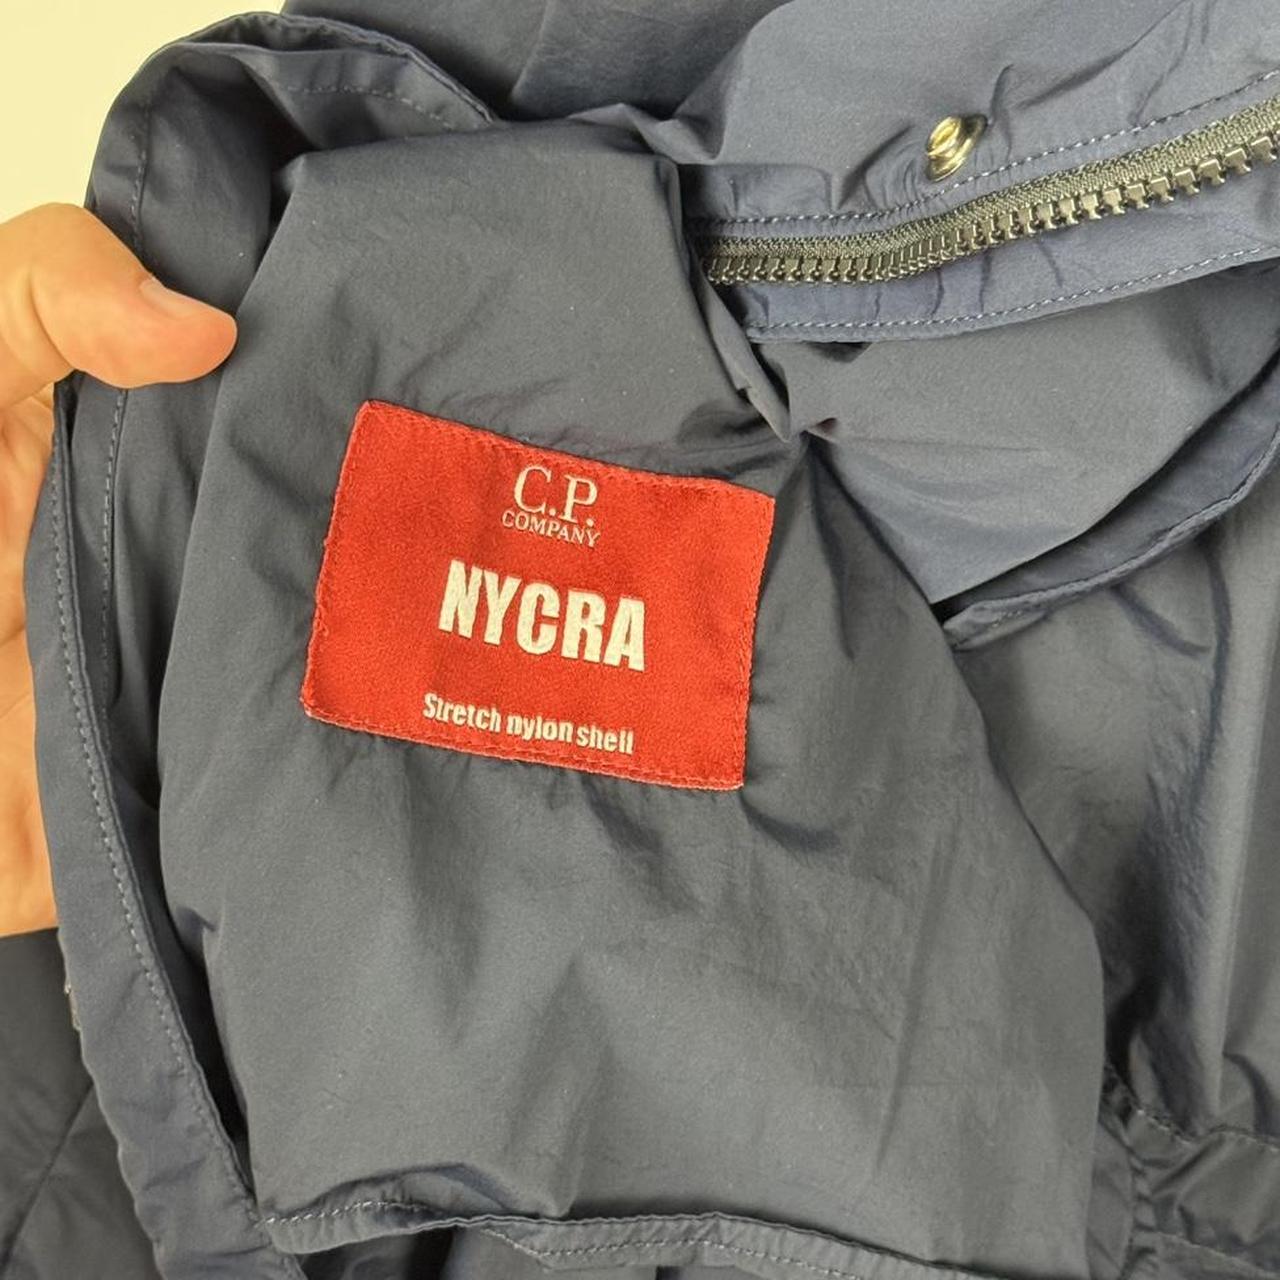 C.P.
COMPANY
NYCRA
Stretch nylon shell